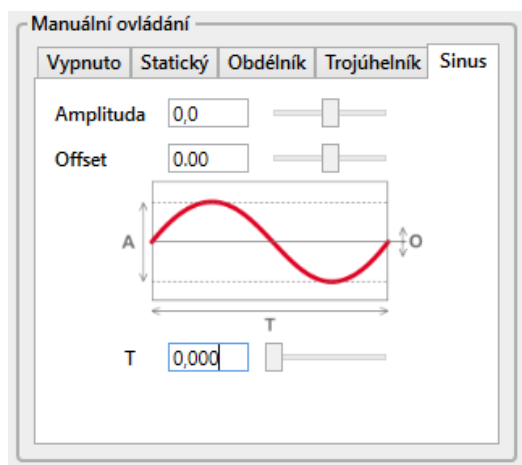 Manuální ovládání
Vypnuto Statický Obdélník Trojúhelník Sinus
Amplituda 0,0
Offset 0.00
A O
T
T 0,000